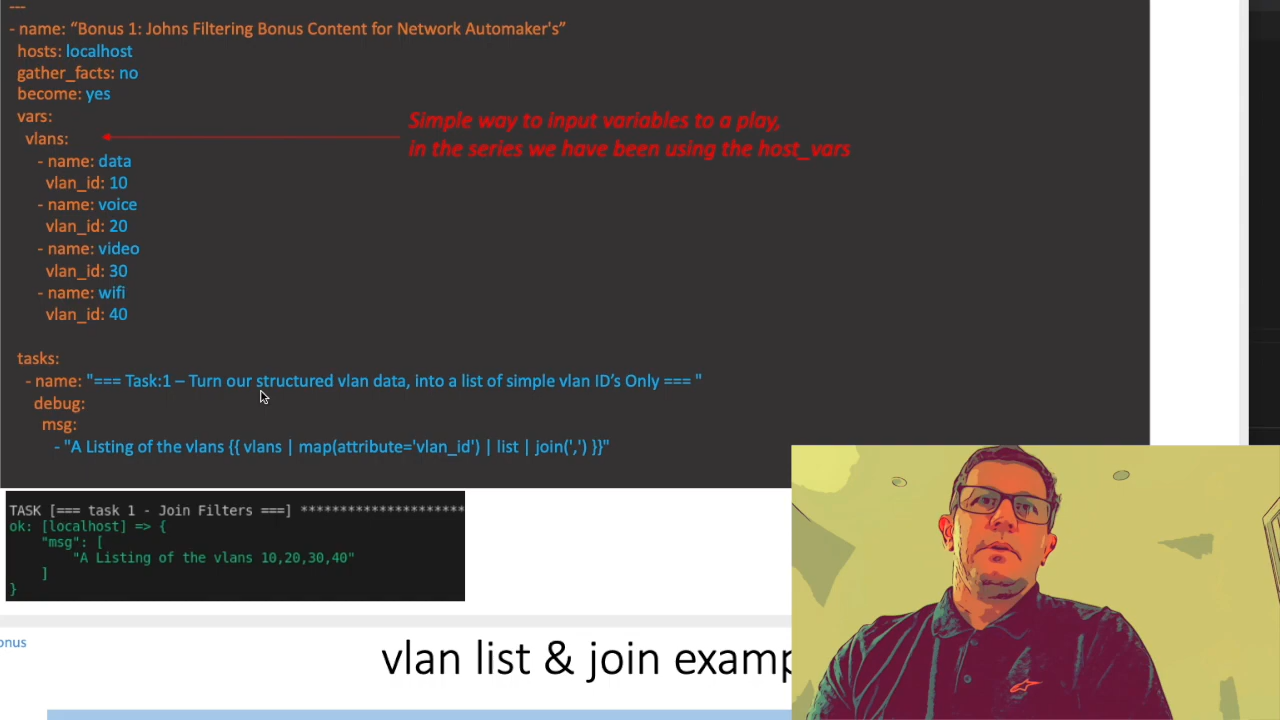 ---
- name: “Bonus 1: Johns Filtering Bonus Content for Network Automaker's”
hosts: localhost
gather_facts: no
become: yes
vars:
vlans:
Simple way to input variables to a play,
in the series we have been using the host_vars
- name: data
vlan_id: 10
- name: voice
vlan_id: 20
- name: video
vlan_id: 30
- name: wifi
vlan_id: 40
tasks:
- name: "=== Task:1 – Turn our structured vlan data, into a list of simple vlan ID’s Only === "
debug:
msg:
- "A Listing of the vlans {{ vlans | map(attribute='vlan_id') | list | join(',') }}"
TASK [=== task 1 - Join Filters ===] *********************
ok: [localhost] => {
"msg": [
"A Listing of the vlans 10,20,30,40"
]
}
onus
vlan list & join examp